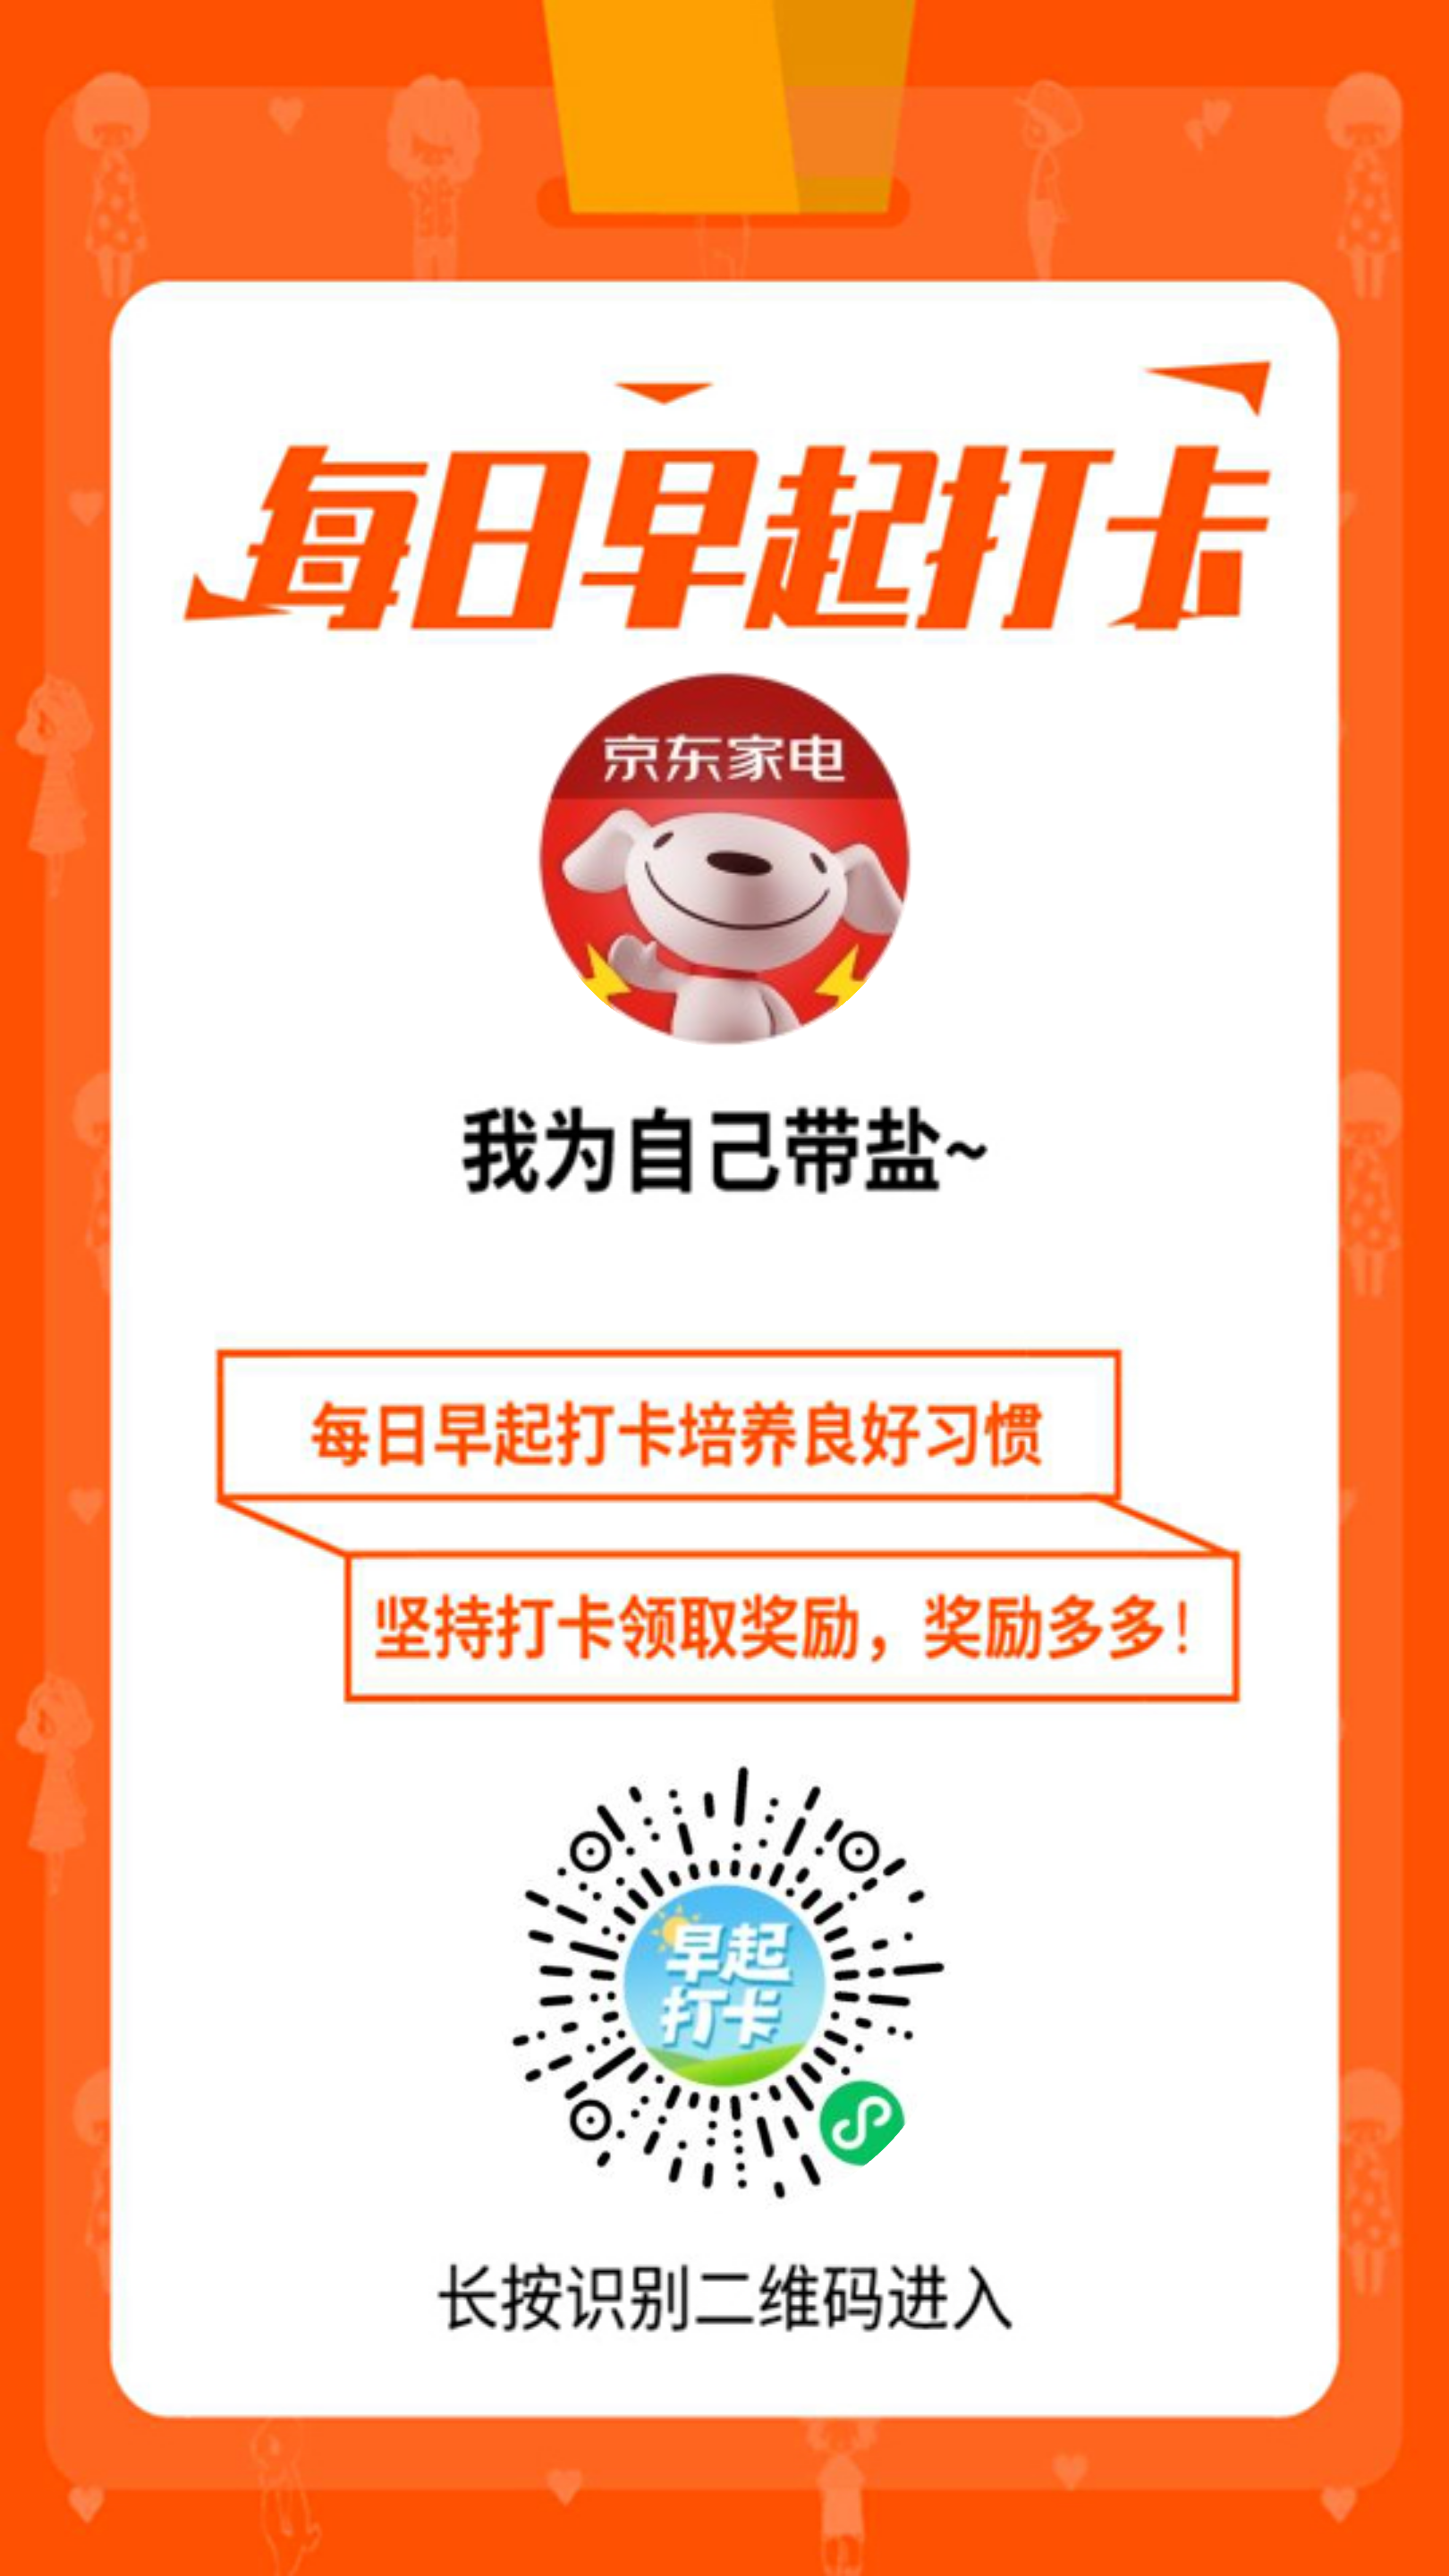 每日早起打卡
京东家电
我为自己带盐~
每日早起打卡培养良好习惯
坚持打卡领取奖励，奖励多多！
早起
打卡
长按识别二维码进入